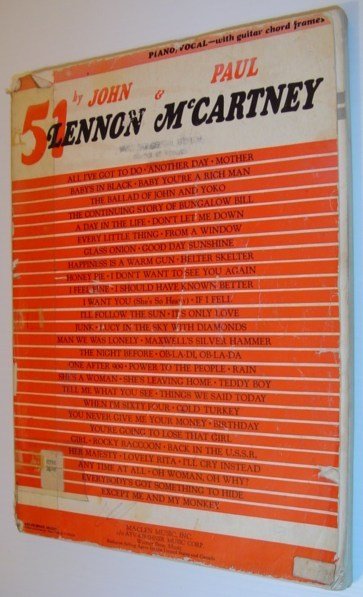 PIANO, VOCAL—with guitar chord frames
51 by JOHN & PAUL
LENNON McCARTNEY
ALL I'VE GOT TO DO • ANOTHER DAY • MOTHER
BABY'S IN BLACK • BABY YOU'RE A RICH MAN
THE BALLAD OF JOHN AND YOKO
THE CONTINUING STORY OF BUNGALOW BILL
A DAY IN THE LIFE • DON'T LET ME DOWN
EVERY LITTLE THING • FROM A WINDOW
GLASS ONION • GOOD DAY SUNSHINE
HAPPINESS IS A WARM GUN • HELTER SKELTER
HONEY PIE • I DON'T WANT TO SEE YOU AGAIN
I FEEL FINE • I SHOULD HAVE KNOWN BETTER
I WANT YOU (She's So Heavy) • IF I FELL
I'LL FOLLOW THE SUN • IT'S ONLY LOVE
JUNK • LUCY IN THE SKY WITH DIAMONDS
MAN WE WAS LONELY • MAXWELL'S SILVER HAMMER
THE NIGHT BEFORE • OB-LA-DI, OB-LA-DA
ONE AFTER 909 • POWER TO THE PEOPLE • RAIN
SHE'S A WOMAN • SHE'S LEAVING HOME • TEDDY BOY
TELL ME WHAT YOU SEE • THINGS WE SAID TODAY
WHEN I'M SIXTY FOUR • COLD TURKEY
YOU NEVER GIVE ME YOUR MONEY • BIRTHDAY
YOU'RE GOING TO LOSE THAT GIRL
GIRL • ROCKY RACCOON • BACK IN THE U.S.S.R.
HER MAJESTY • LOVELY RITA • I'LL CRY INSTEAD
ANY TIME AT ALL • OH WOMAN, OH WHY?
EVERYBODY'S GOT SOMETHING TO HIDE
EXCEPT ME AND MY MONKEY
MACLEN MUSIC, INC.